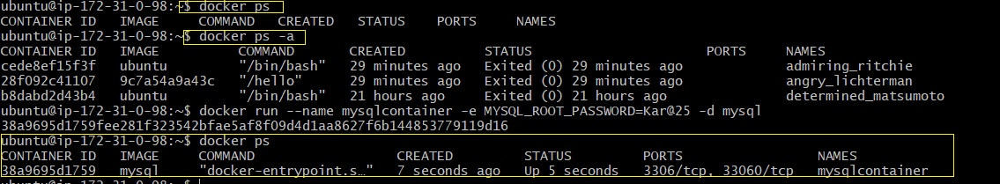 ubuntu@ip-172-31-0-98:~$ docker ps
CONTAINER ID   IMAGE     COMMAND   CREATED   STATUS    PORTS     NAMES
ubuntu@ip-172-31-0-98:~$ docker ps -a
CONTAINER ID   IMAGE          COMMAND       CREATED          STATUS                      PORTS     NAMES
cede8ef15f3f   ubuntu         "/bin/bash"   29 minutes ago   Exited (0) 29 minutes ago             admiring_ritchie
28f092c41107   9c7a54a9a43c   "/hello"      29 minutes ago   Exited (0) 29 minutes ago             angry_lichterman
b8dabd2d43b4   ubuntu         "/bin/bash"   21 hours ago     Exited (0) 21 hours ago               determined_matsumoto
ubuntu@ip-172-31-0-98:~$ docker run --name mysqlcontainer -e MYSQL_ROOT_PASSWORD=Kar@25 -d mysql
38a9695d1759fee281f323542bfae5af8f09d4d1aa8627f6b144853779119d16
ubuntu@ip-172-31-0-98:~$ docker ps
CONTAINER ID   IMAGE     COMMAND                  CREATED         STATUS         PORTS                 NAMES
38a9695d1759   mysql     "docker-entrypoint.s…"   7 seconds ago   Up 5 seconds   3306/tcp, 33060/tcp   mysqlcontainer
ubuntu@ip-172-31-0-98:~$